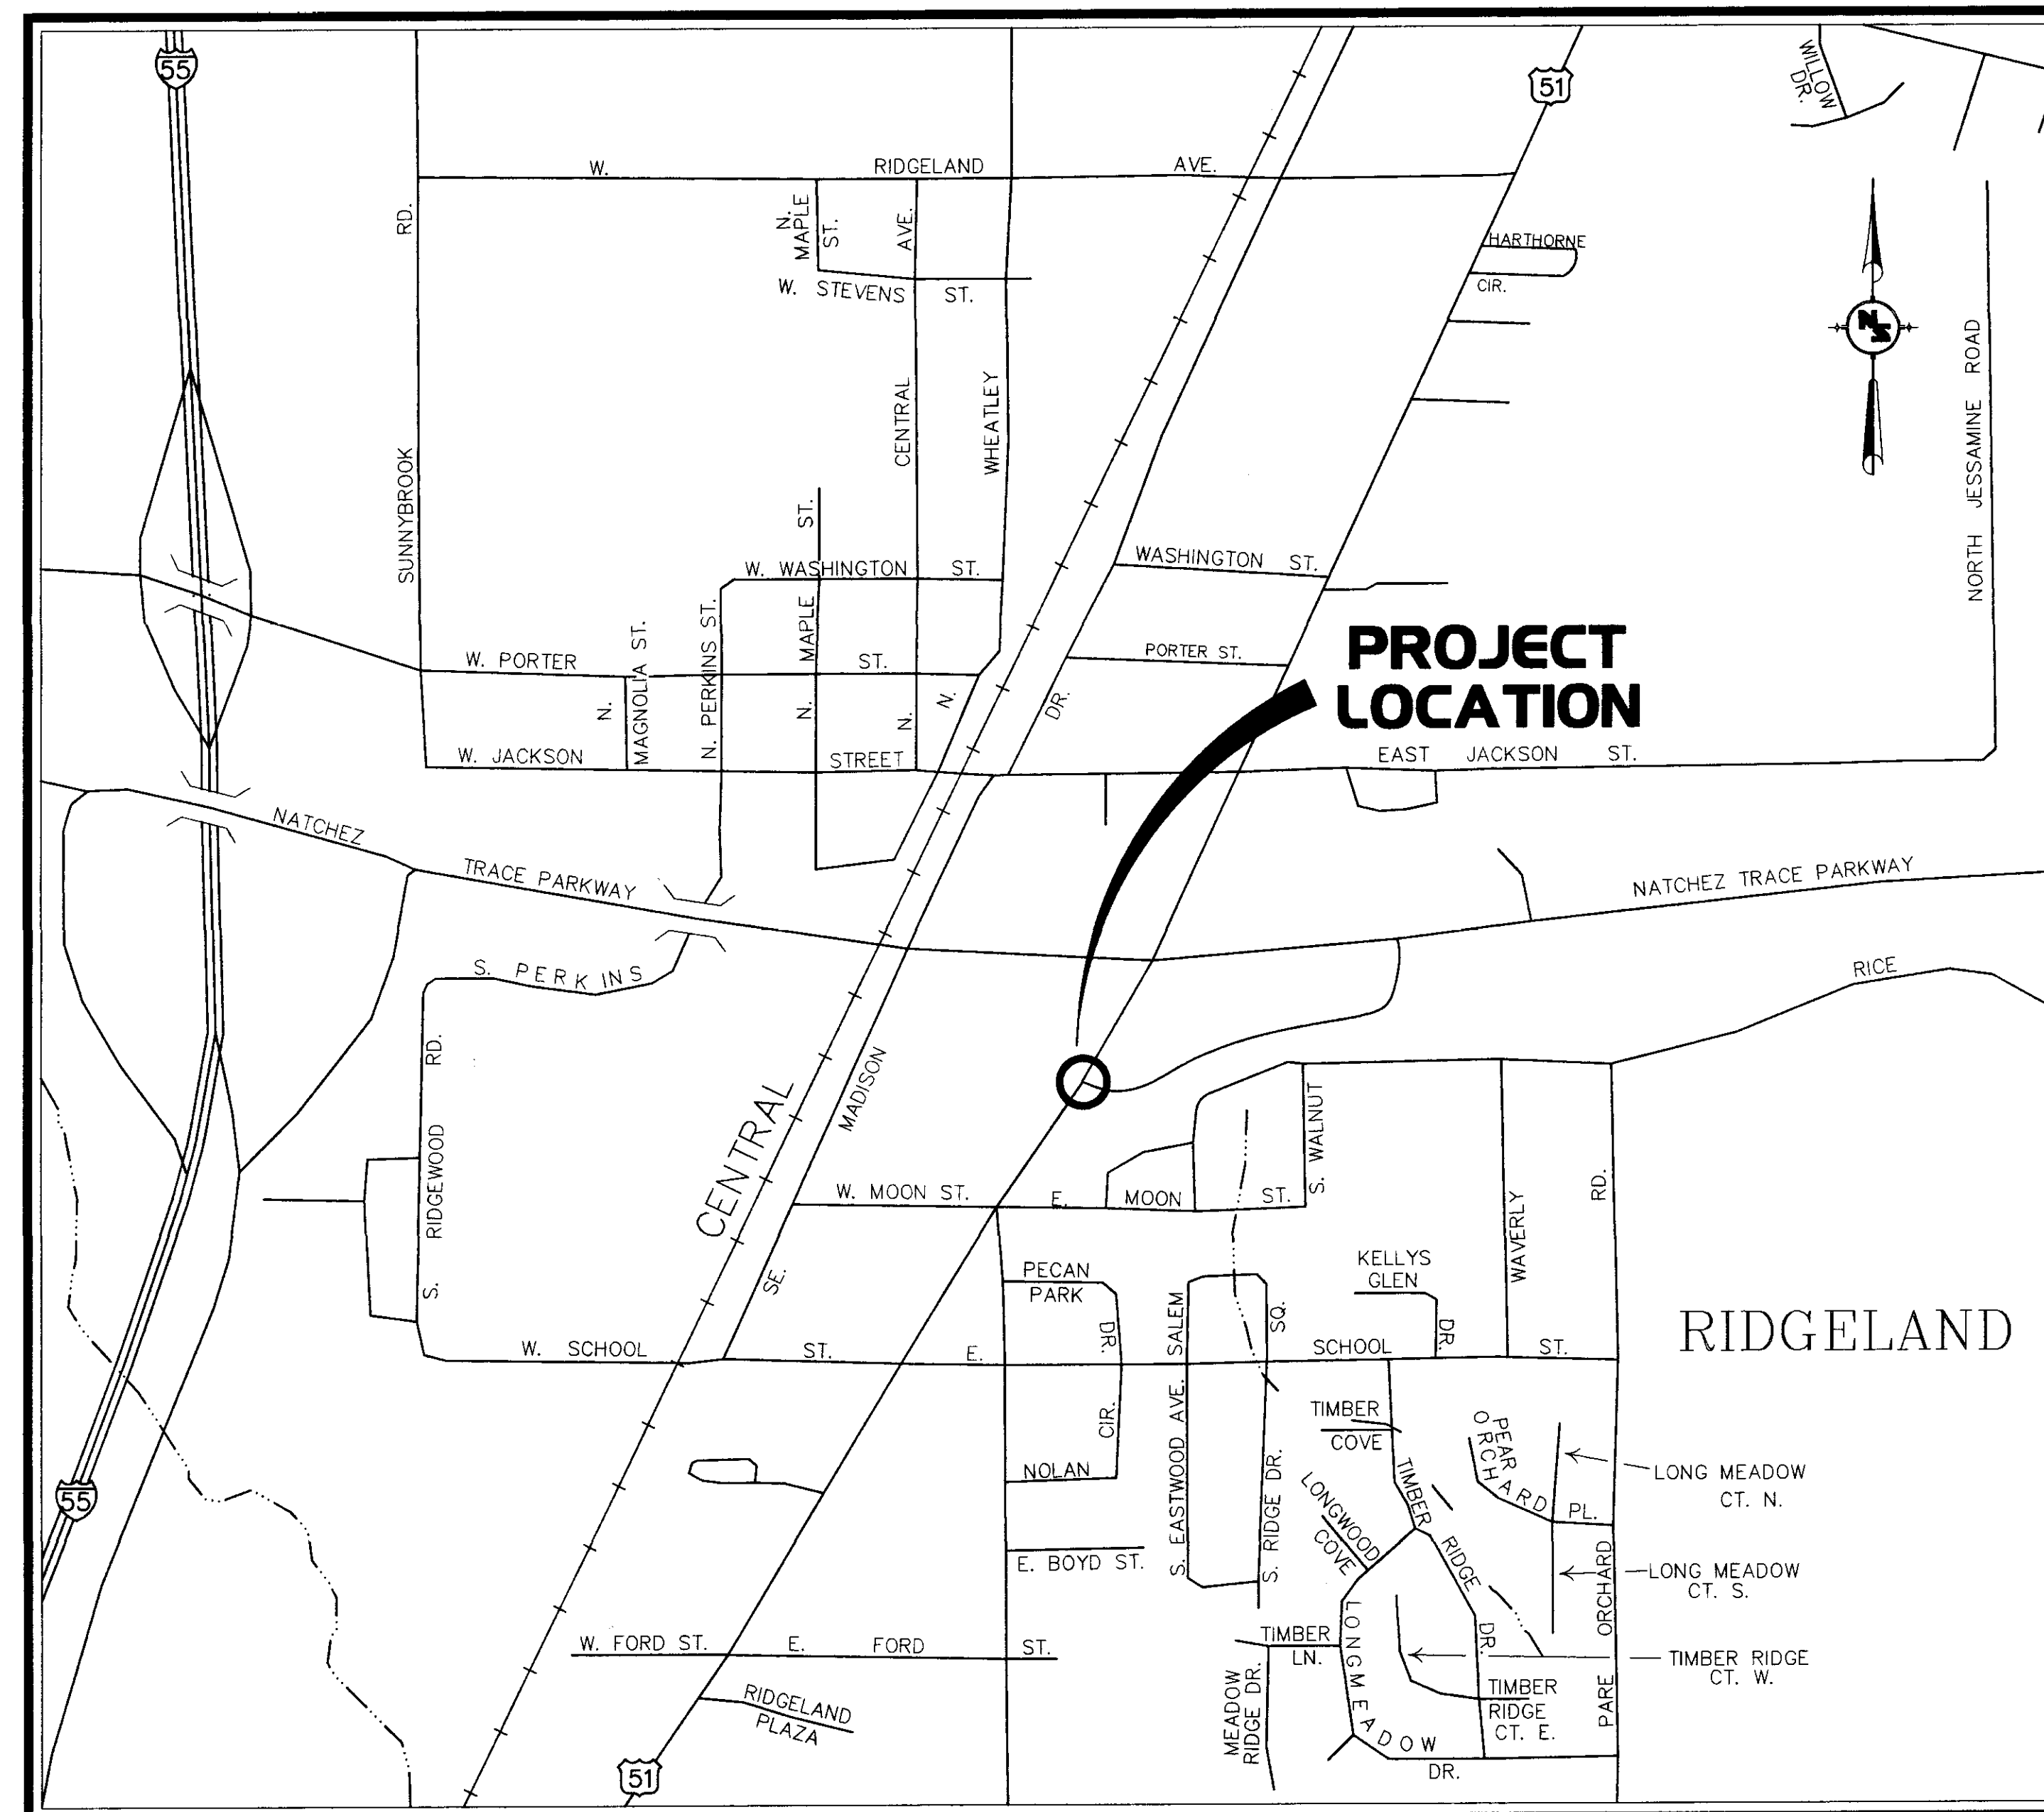 55
51
WILLOW
DR.
W. RIDGELAND AVE.
RD.
N.
MAPLE
ST.
AVE.
HARTHORNE
CIR.
W. STEVENS ST.
N
S
NORTH JESSAMINE ROAD
CENTRAL
WHEATLEY
SUNNYBROOK
ST.
W. WASHINGTON ST.
WASHINGTON ST.
MAPLE
N. PERKINS ST.
MAGNOLIA ST.
N.
W. PORTER ST.
PORTER ST.
PROJECT
LOCATION
N.
N.
N.
DR.
W. JACKSON STREET
EAST JACKSON ST.
NATCHEZ
TRACE PARKWAY
NATCHEZ TRACE PARKWAY
S. PERKINS
RICE
RD.
RIDGEWOOD
S.
MADISON
CENTRAL
SE.
S. WALNUT
WAVERLY
RD.
W. MOON ST.
E. MOON ST.
PECAN
PARK
DR.
SALEM
SQ.
KELLYS
GLEN
DR.
RIDGELAND
W. SCHOOL ST.
E. SCHOOL ST.
CIR.
NOLAN
S. EASTWOOD AVE.
S. RIDGE DR.
TIMBER
COVE
PEAR
ORCHARD PL.
LONG MEADOW
CT. N.
55
LONGWOOD
COVE
TIMBER RIDGE DR.
E. BOYD ST.
LONG MEADOW
CT. S.
ORCHARD
PARE
W. FORD ST.
E. FORD ST.
TIMBER
LN.
MEADOW
RIDGE DR.
LONGMEADOW
DR.
TIMBER RIDGE
CT. W.
TIMBER
RIDGE
CT. E.
RIDGELAND
PLAZA
51